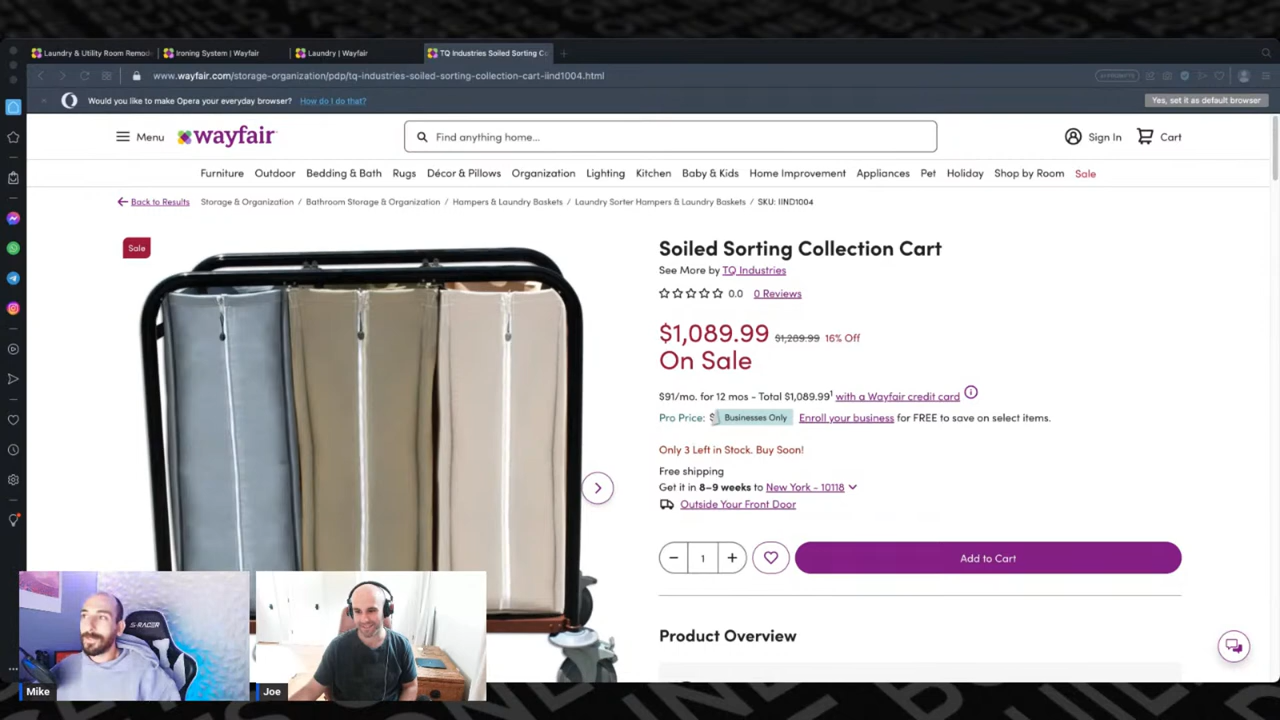 Laundry & Utility Room Remod
Ironing System | Wayfair
Laundry | Wayfair
TQ Industries Soiled Sorting C
www.wayfair.com/storage-organization/pdp/tq-industries-soiled-sorting-collection-cart-iind1004.html
Would you like to make Opera your everyday browser? How do I do that?
Yes, set it as default browser
Menu
wayfair
Find anything home...
Sign In
Cart
Furniture Outdoor Bedding & Bath Rugs Décor & Pillows Organization Lighting Kitchen Baby & Kids Home Improvement Appliances Pet Holiday Shop by Room Sale
Back to Results
Storage & Organization / Bathroom Storage & Organization / Hampers & Laundry Baskets / Laundry Sorter Hampers & Laundry Baskets / SKU: IIND1004
Sale
Soiled Sorting Collection Cart
See More by TQ Industries
0.0 0 Reviews
$1,089.99 $1,289.99 16% Off
On Sale
$91/mo. for 12 mos - Total $1,089.99¹ with a Wayfair credit card
Pro Price: $ Businesses Only Enroll your business for FREE to save on select items.
Only 3 Left in Stock. Buy Soon!
Free shipping
Get it in 8–9 weeks to New York - 10118
Outside Your Front Door
1
Add to Cart
Product Overview
S-RACER
Mike
Joe